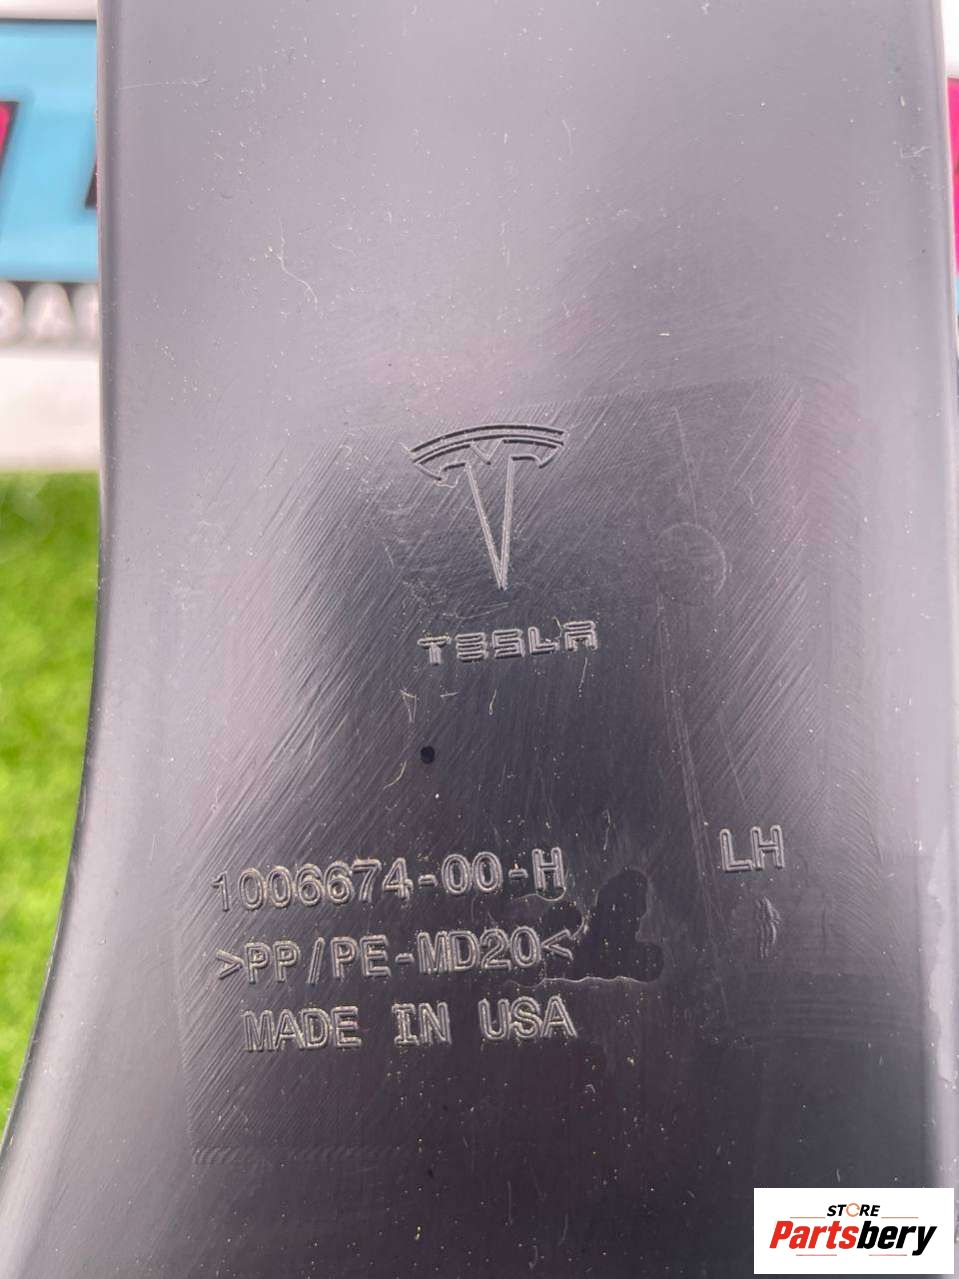 TESLA
1006674-00-H
LH
>PP/PE-MD20<
MADE IN USA
STORE
Partsbery